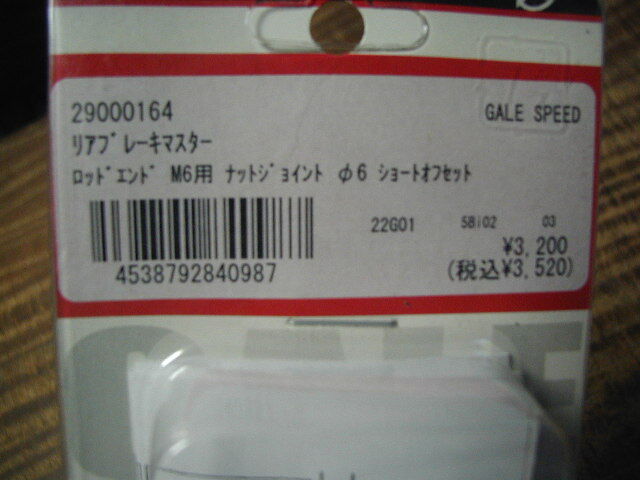 29000164 GALE SPEED
ﾘｱﾌﾞﾚｰｷﾏｽﾀｰ
ﾛｯﾄﾞｴﾝﾄﾞ M6用 ﾅｯﾄｼﾞｮｲﾝﾄ φ6 ｼｮｰﾄｵﾌｾｯﾄ
22G01 58i02 03
¥3,200
4538792840987 (税込¥3,520)